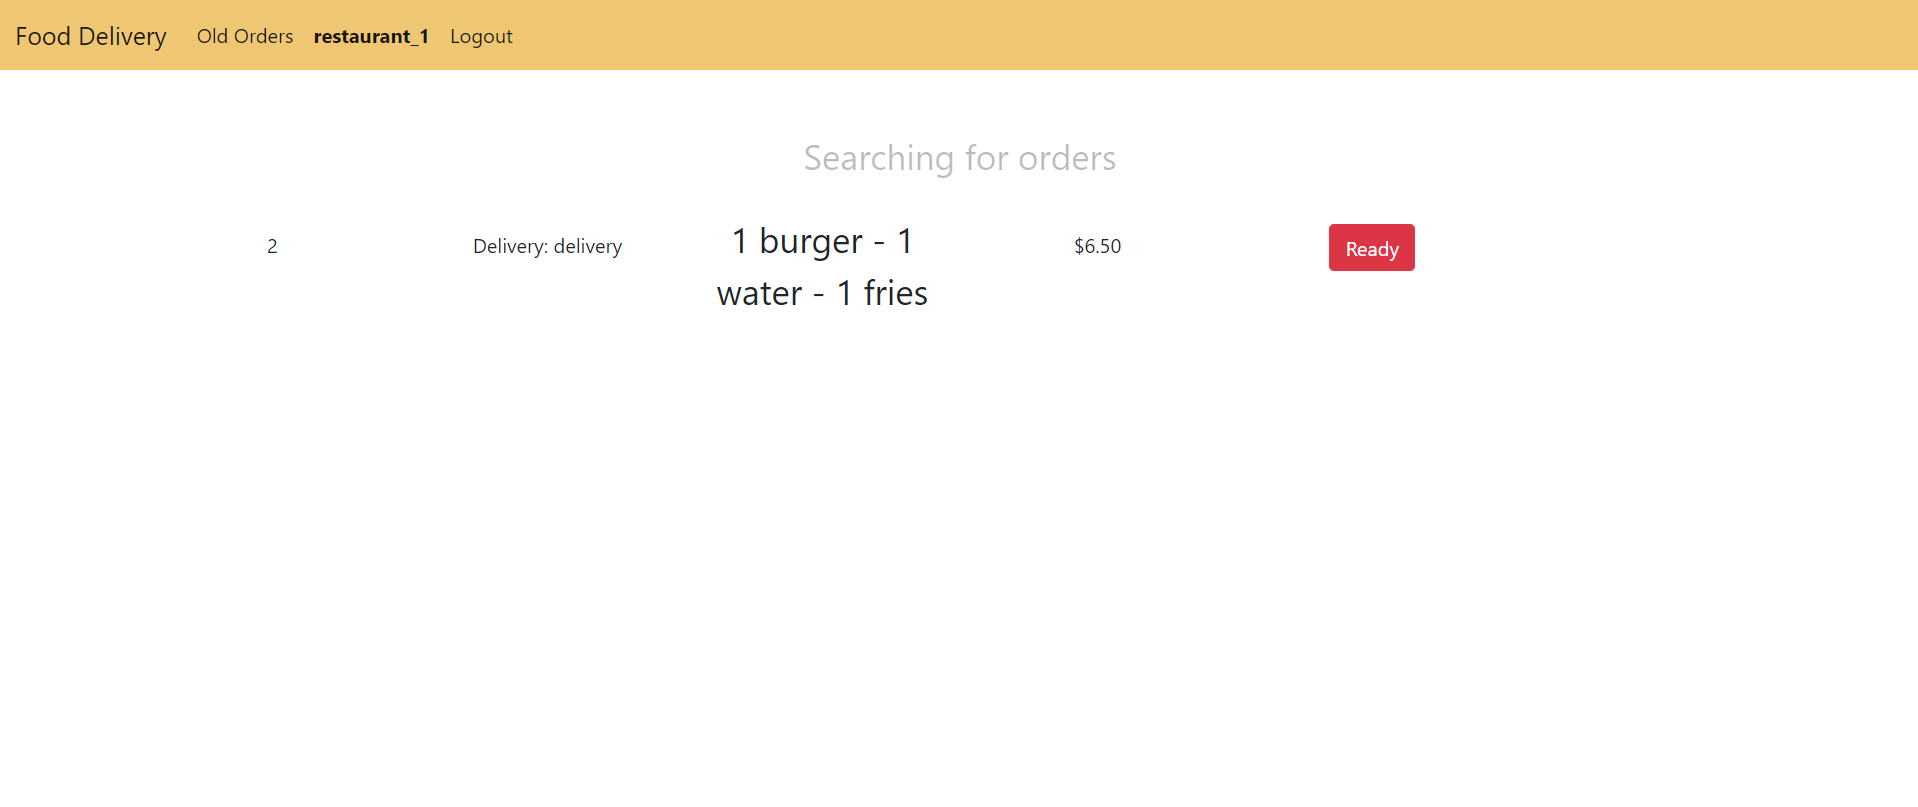 Food Delivery Old Orders restaurant_1 Logout
Searching for orders
2 Delivery: delivery 1 burger - 1 $6.50 Ready
water - 1 fries